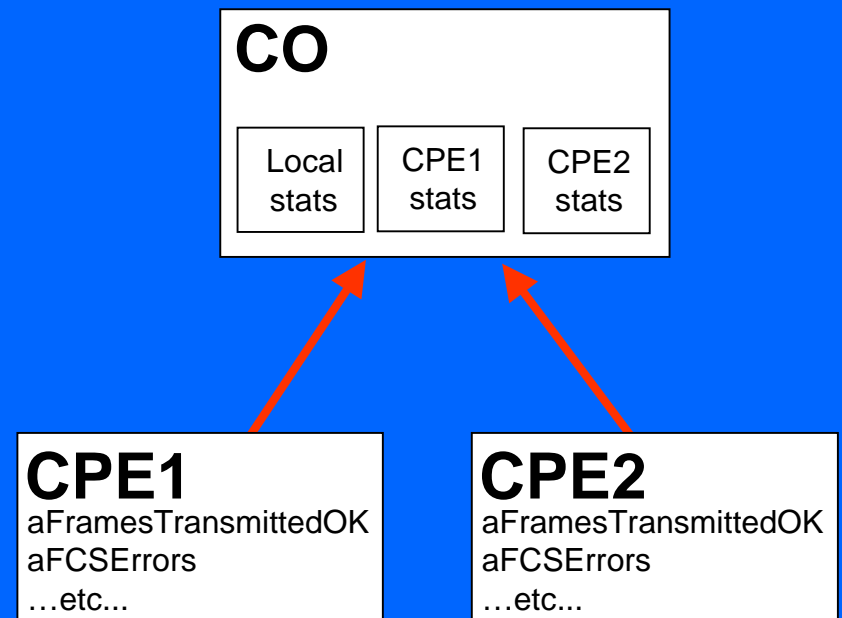 CO
Local
stats
CPE1
stats
CPE2
stats
CPE1
aFramesTransmittedOK
aFCSErrors
…etc...
CPE2
aFramesTransmittedOK
aFCSErrors
…etc...